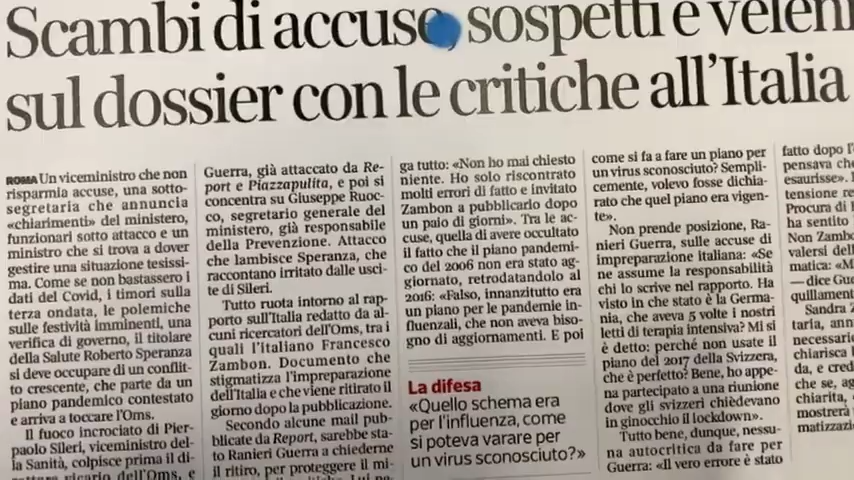 Scambi di accuse, sospetti e veleni
sul dossier con le critiche all'Italia
ROMA Un viceministro che non
risparmia accuse, una sotto-
segretaria che annuncia
«chiarimenti» del ministero,
funzionari sotto attacco e un
ministro che si trova a dover
gestire una situazione tesissi-
ma. Come se non bastassero i
dati del Covid, i timori sulla
terza ondata, le polemiche
sulle festività imminenti, una
verifica di governo, il titolare
della Salute Roberto Speranza
si deve occupare di un conflit-
to crescente, che parte da un
piano pandemico contestato
e arriva a toccare l'Oms.
Il fuoco incrociato di Pier-
paolo Sileri, viceministro del-
la Sanità, colpisce prima il di-
vicario dell'Oms, e
Guerra, già attaccato da Re-
port e Piazzapulita, e poi si
concentra su Giuseppe Ruoc-
co, segretario generale del
ministero, già responsabile
della Prevenzione. Attacco
che lambisce Speranza, che
raccontano irritato dalle usci-
te di Sileri.
Tutto ruota intorno al rap-
porto sull'Italia redatto da al-
cuni ricercatori dell'Oms, tra i
quali l'italiano Francesco
Zambon. Documento che
stigmatizza l'impreparazione
dell'Italia e che viene ritirato il
giorno dopo la pubblicazione.
Secondo alcune mail pub-
blicate da Report, sarebbe sta-
to Ranieri Guerra a chiederne
il ritiro, per proteggere il mi-
ga tutto: «Non ho mai chiesto
niente. Ho solo riscontrato
molti errori di fatto e invitato
Zambon a pubblicarlo dopo
un paio di giorni». Tra le ac-
cuse, quella di avere occultato
il fatto che il piano pandemi-
co del 2006 non era stato ag-
giornato, retrodatandolo al
2016: «Falso, innanzitutto era
un piano per le pandemie in-
fluenzali, che non aveva biso-
gno di aggiornamenti. E poi
La difesa
«Quello schema era
per l'influenza, come
si poteva varare per
un virus sconosciuto?»
come si fa a fare un piano per
un virus sconosciuto? Sempli-
cemente, volevo fosse dichia-
rato che quel piano era vigen-
te».
Non prende posizione, Ra-
nieri Guerra, sulle accuse di
impreparazione italiana: «Se
ne assume la responsabilità
chi lo scrive nel rapporto. Ha
visto in che stato è la Germa-
nia, che aveva 5 volte i nostri
letti di terapia intensiva? Mi si
è detto: perché non usate il
piano del 2017 della Svizzera,
che è perfetto? Bene, ho appe-
na partecipato a una riunione
dove gli svizzeri chiedevano
in ginocchio il lockdown».
Tutto bene, dunque, nessu-
na autocritica da fare per
Guerra: «Il vero errore è stato
fatto dopo l'
pensava che
esaurisse».
tensione re
Procura di
ha sentito
Non Zambo
valersi dell
matica: «M
— dice Gue
quillament
Sandra Z
taria, ann
necessari
chiarisca l
da, e cred
che se, ag
chiarita,
mostrerà
matizzazi